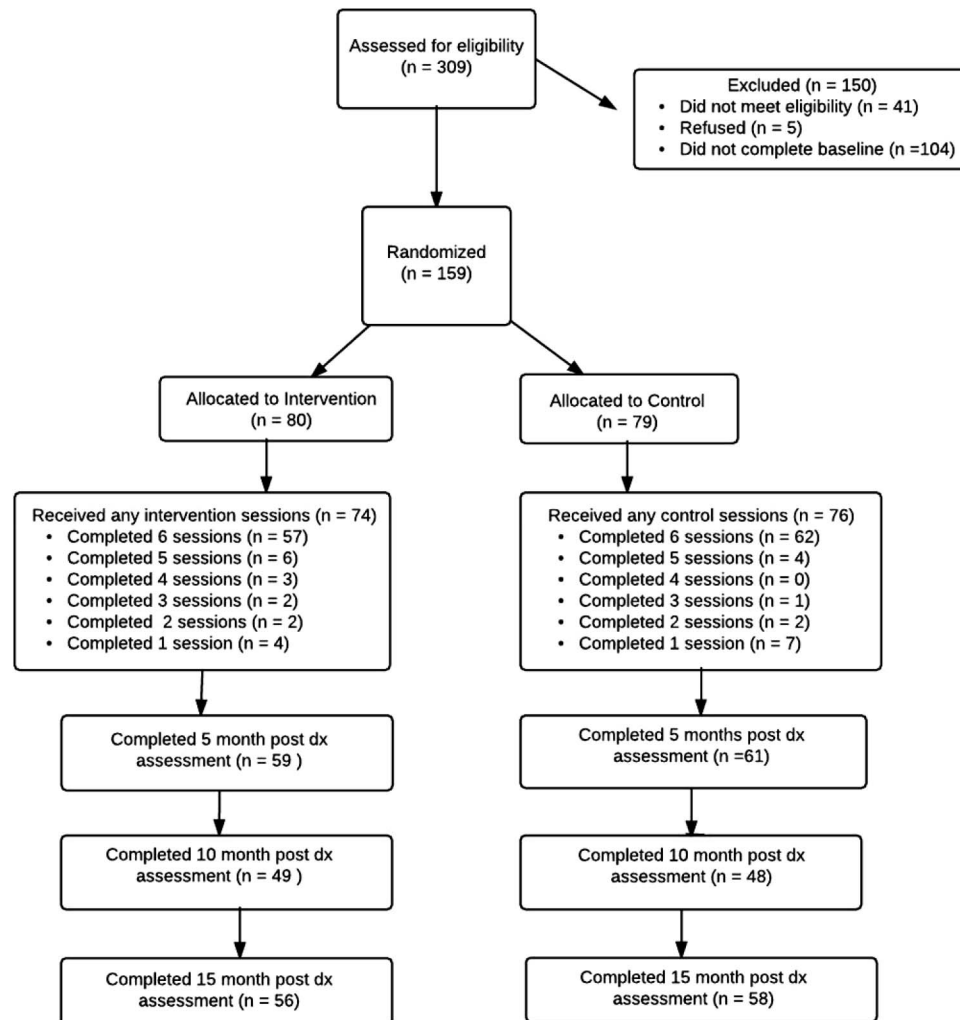 Assessed for eligibility
(n = 309)
Excluded (n = 150)
• Did not meet eligibility (n = 41)
• Refused (n = 5)
• Did not complete baseline (n =104)
Randomized
(n = 159)
Allocated to Intervention
(n = 80)
Allocated to Control
(n = 79)
Received any intervention sessions (n = 74)
• Completed 6 sessions (n = 57)
• Completed 5 sessions (n = 6)
• Completed 4 sessions (n = 3)
• Completed 3 sessions (n = 2)
• Completed 2 sessions (n = 2)
• Completed 1 session (n = 4)
Received any control sessions (n = 76)
• Completed 6 sessions (n = 62)
• Completed 5 sessions (n = 4)
• Completed 4 sessions (n = 0)
• Completed 3 sessions (n = 1)
• Completed 2 sessions (n = 2)
• Completed 1 session (n = 7)
Completed 5 month post dx
assessment (n = 59 )
Completed 5 months post dx
assessment (n =61)
Completed 10 month post dx
assessment (n = 49 )
Completed 10 month post dx
assessment (n = 48)
Completed 15 month post dx
assessment (n = 56)
Completed 15 month post dx
assessment (n = 58)